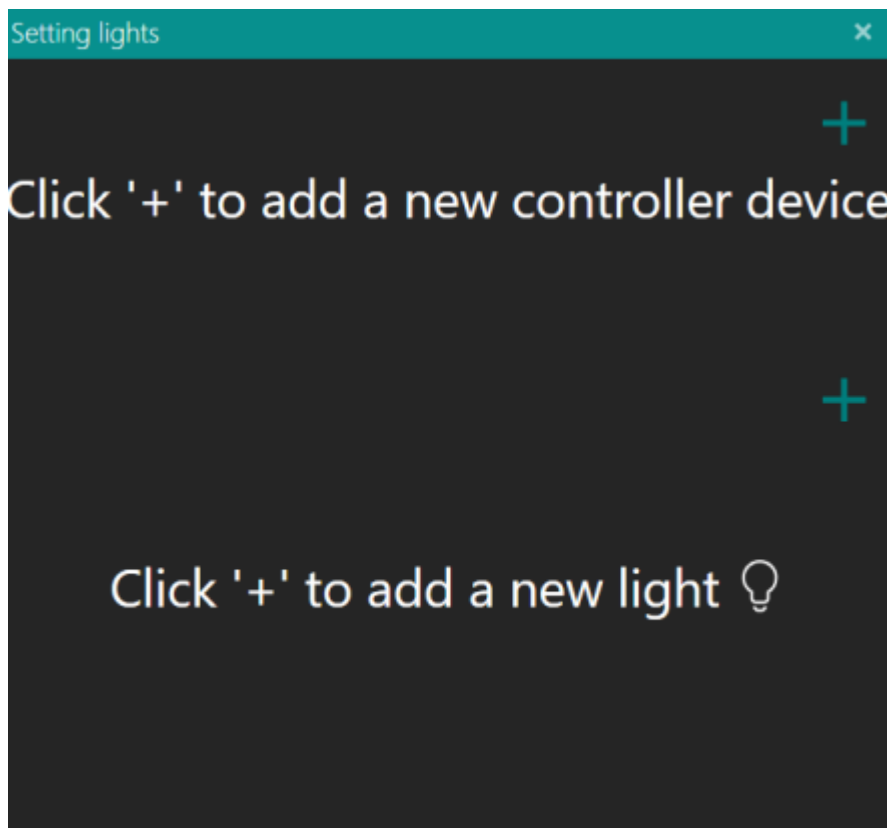 Setting lights
Click '+' to add a new controller device
Click '+' to add a new light